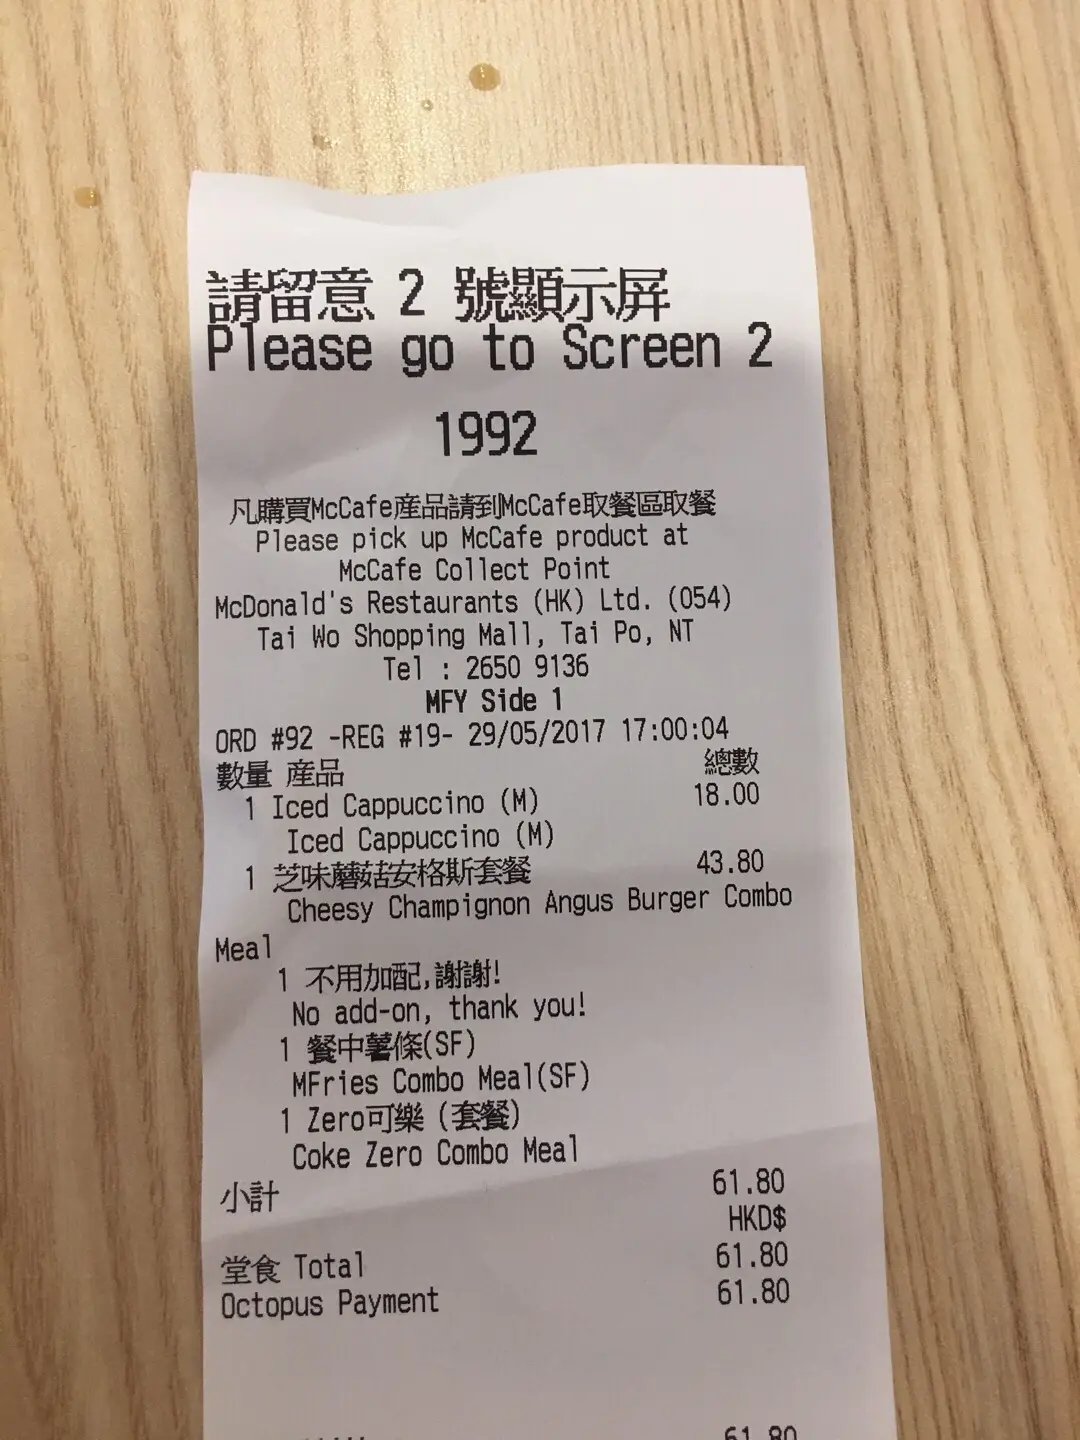 請留意 2 號顯示屏
Please go to Screen 2
1992
凡購買McCafe産品請到McCafe取餐區取餐
Please pick up McCafe product at
McCafe Collect Point
McDonald's Restaurants (HK) Ltd. (054)
Tai Wo Shopping Mall, Tai Po, NT
Tel : 2650 9136
MFY Side 1
ORD #92 -REG #19- 29/05/2017 17:00:04
數量 産品 總數
1 Iced Cappuccino (M) 18.00
Iced Cappuccino (M)
1 芝味蘑菇安格斯套餐 43.80
Cheesy Champignon Angus Burger Combo
Meal
1 不用加配,謝謝!
No add-on, thank you!
1 餐中薯條(SF)
MFries Combo Meal(SF)
1 Zero可樂 (套餐)
Coke Zero Combo Meal
小計 61.80
HKD$
堂食 Total 61.80
Octopus Payment 61.80
61.80